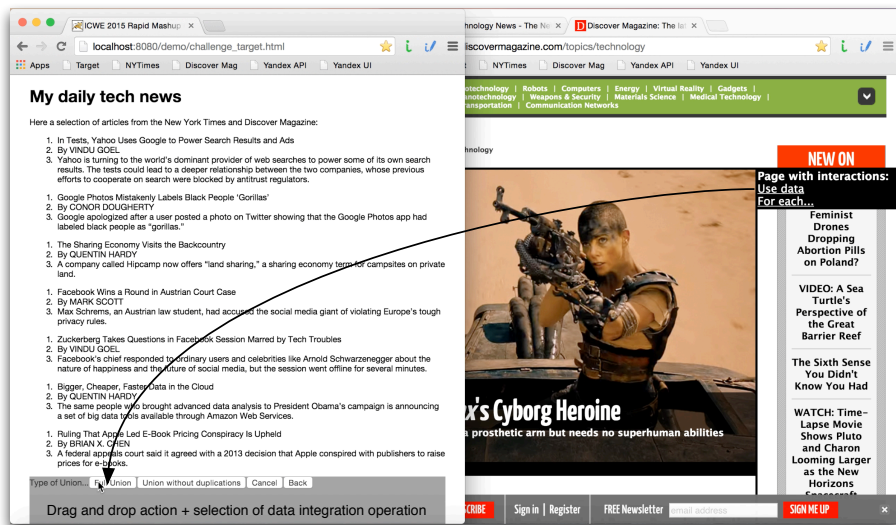 ICWE 2015 Rapid Mashup
localhost:8080/demo/challenge_target.html
Apps Target NYTimes Discover Mag Yandex API Yandex UI
My daily tech news
Here a selection of articles from the New York Times and Discover Magazine:
1. In Tests, Yahoo Uses Google to Power Search Results and Ads
2. By VINDU GOEL
3. Yahoo is turning to the world's dominant provider of web searches to power some of its own search
results. The tests could lead to a deeper relationship between the two companies, whose previous
efforts to cooperate on search were blocked by antitrust regulators.
1. Google Photos Mistakenly Labels Black People ‘Gorillas’
2. By CONOR DOUGHERTY
3. Google apologized after a user posted a photo on Twitter showing that the Google Photos app had
labeled black people as “gorillas.”
1. The Sharing Economy Visits the Backcountry
2. By QUENTIN HARDY
3. A company called Hipcamp now offers “land sharing,” a sharing economy term for campsites on private
land.
1. Facebook Wins a Round in Austrian Court Case
2. By MARK SCOTT
3. Max Schrems, an Austrian law student, had accused the social media giant of violating Europe's tough
privacy rules.
1. Zuckerberg Takes Questions in Facebook Session Marred by Tech Troubles
2. By VINDU GOEL
3. Facebook's chief responded to ordinary users and celebrities like Arnold Schwarzenegger about the
nature of happiness and the future of social media, but the session went offline for several minutes.
1. Bigger, Cheaper, Faster Data in the Cloud
2. By QUENTIN HARDY
3. The same people who brought advanced data analysis to President Obama's campaign is announcing
a set of big data tools available through Amazon Web Services.
1. Ruling That Apple Led E-Book Pricing Conspiracy Is Upheld
2. By BRIAN X. CHEN
3. A federal appeals court said it agreed with a 2013 decision that Apple conspired with publishers to raise
prices for e-books.
Type of Union... Full Union Union without duplications Cancel Back
Drag and drop action + selection of data integration operation
hnology News - The Ne Discover Magazine: The lat
iscovermagazine.com/topics/technology
NYTimes Discover Mag Yandex API Yandex UI
otechnology | Robots | Computers | Energy | Virtual Reality | Gadgets |
anotechnology | Weapons & Security | Materials Science | Medical Technology |
ansportation | Communication Networks
hnology
NEW ON
Page with interactions:
Use data
For each...
Feminist
Drones
Dropping
Abortion Pills
on Poland?
VIDEO: A Sea
Turtle's
Perspective of
the Great
Barrier Reef
The Sixth Sense
You Didn't
Know You Had
WATCH: Time-
Lapse Movie
Shows Pluto
and Charon
Looming Larger
as the New
Horizons
Spacecraft
x's Cyborg Heroine
a prosthetic arm but needs no superhuman abilities
SCRIBE Sign in | Register FREE Newsletter email address SIGN ME UP